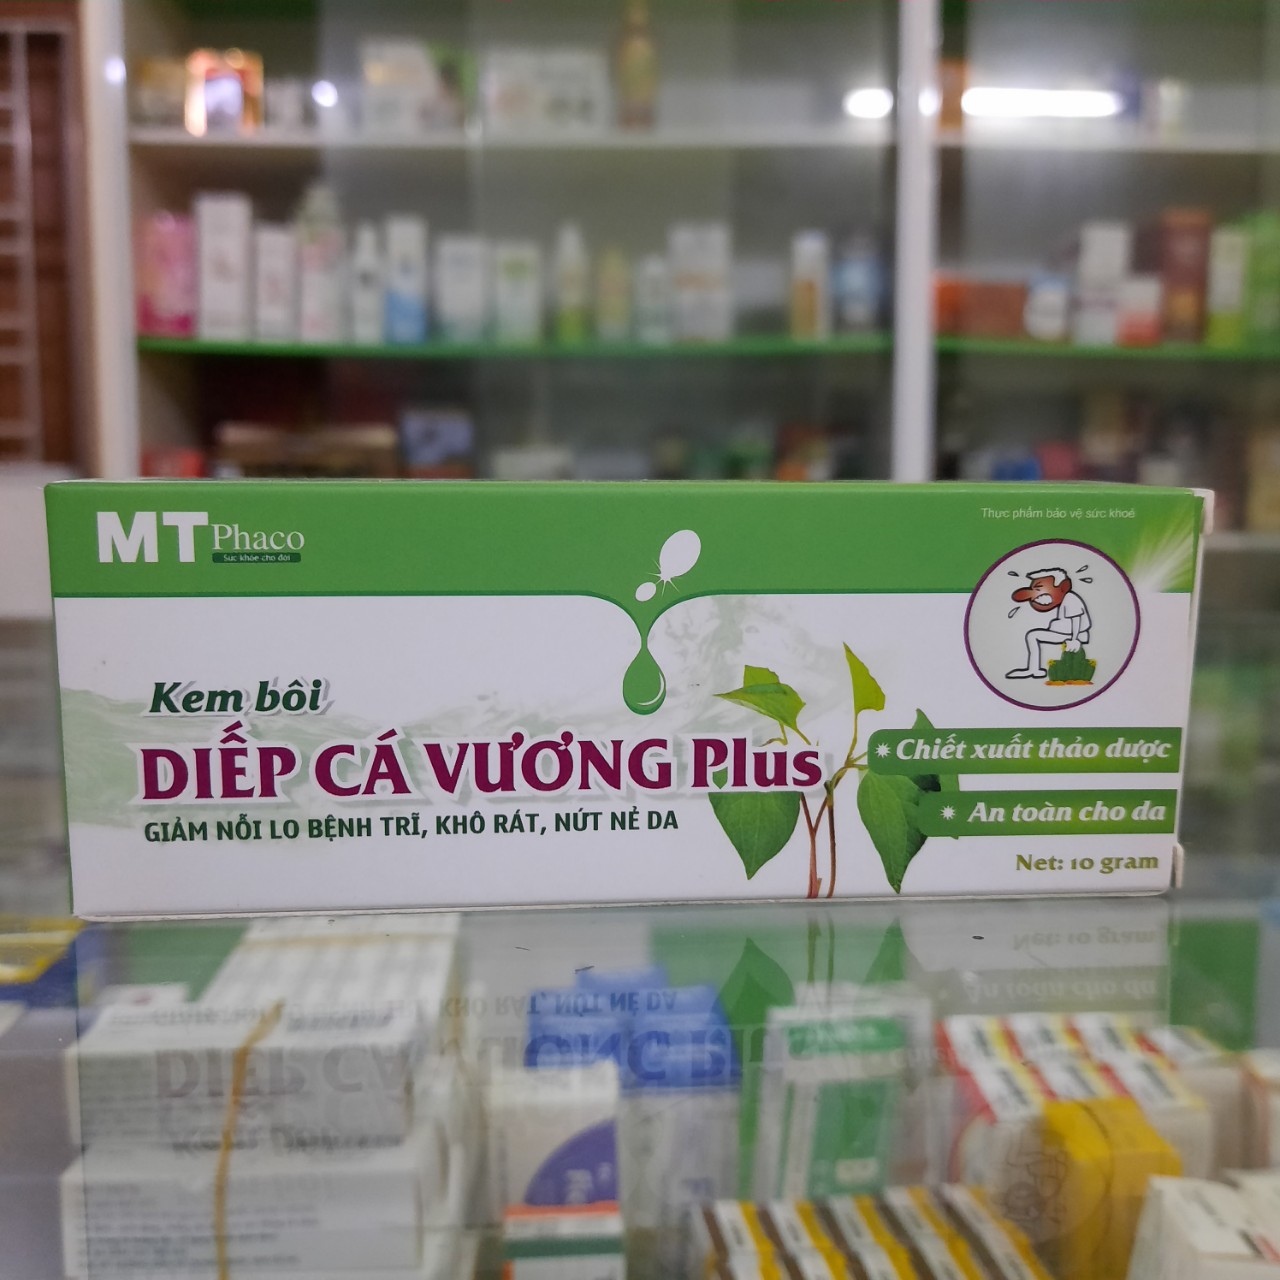 MT Phaco
Sức khỏe cho đời
Thực phẩm bảo vệ sức khoẻ
Kem bôi
DIẾP CÁ VƯƠNG Plus
GIẢM NỖI LO BỆNH TRĨ, KHÔ RÁT, NỨT NẺ DA
Chiết xuất thảo dược
An toàn cho da
Net: 10 gram